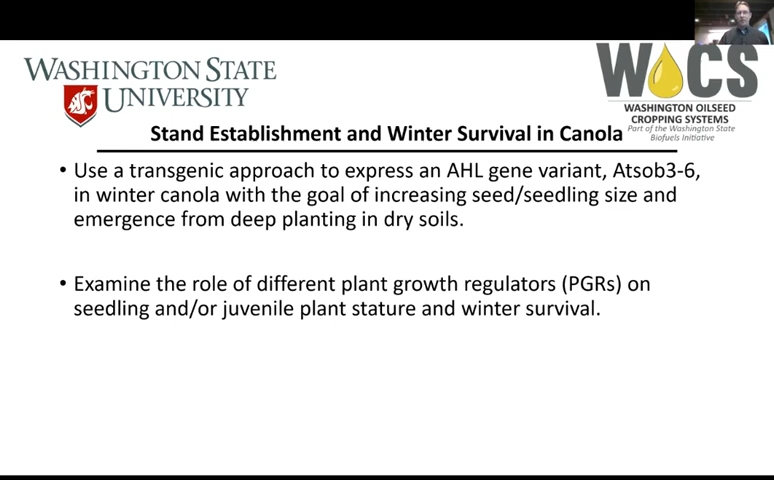 WASHINGTON STATE
UNIVERSITY
WOCS
WASHINGTON OILSEED
CROPPING SYSTEMS
Part of the Washington State
Biofuels Initiative
Stand Establishment and Winter Survival in Canola
• Use a transgenic approach to express an AHL gene variant, Atsob3-6,
in winter canola with the goal of increasing seed/seedling size and
emergence from deep planting in dry soils.
• Examine the role of different plant growth regulators (PGRs) on
seedling and/or juvenile plant stature and winter survival.